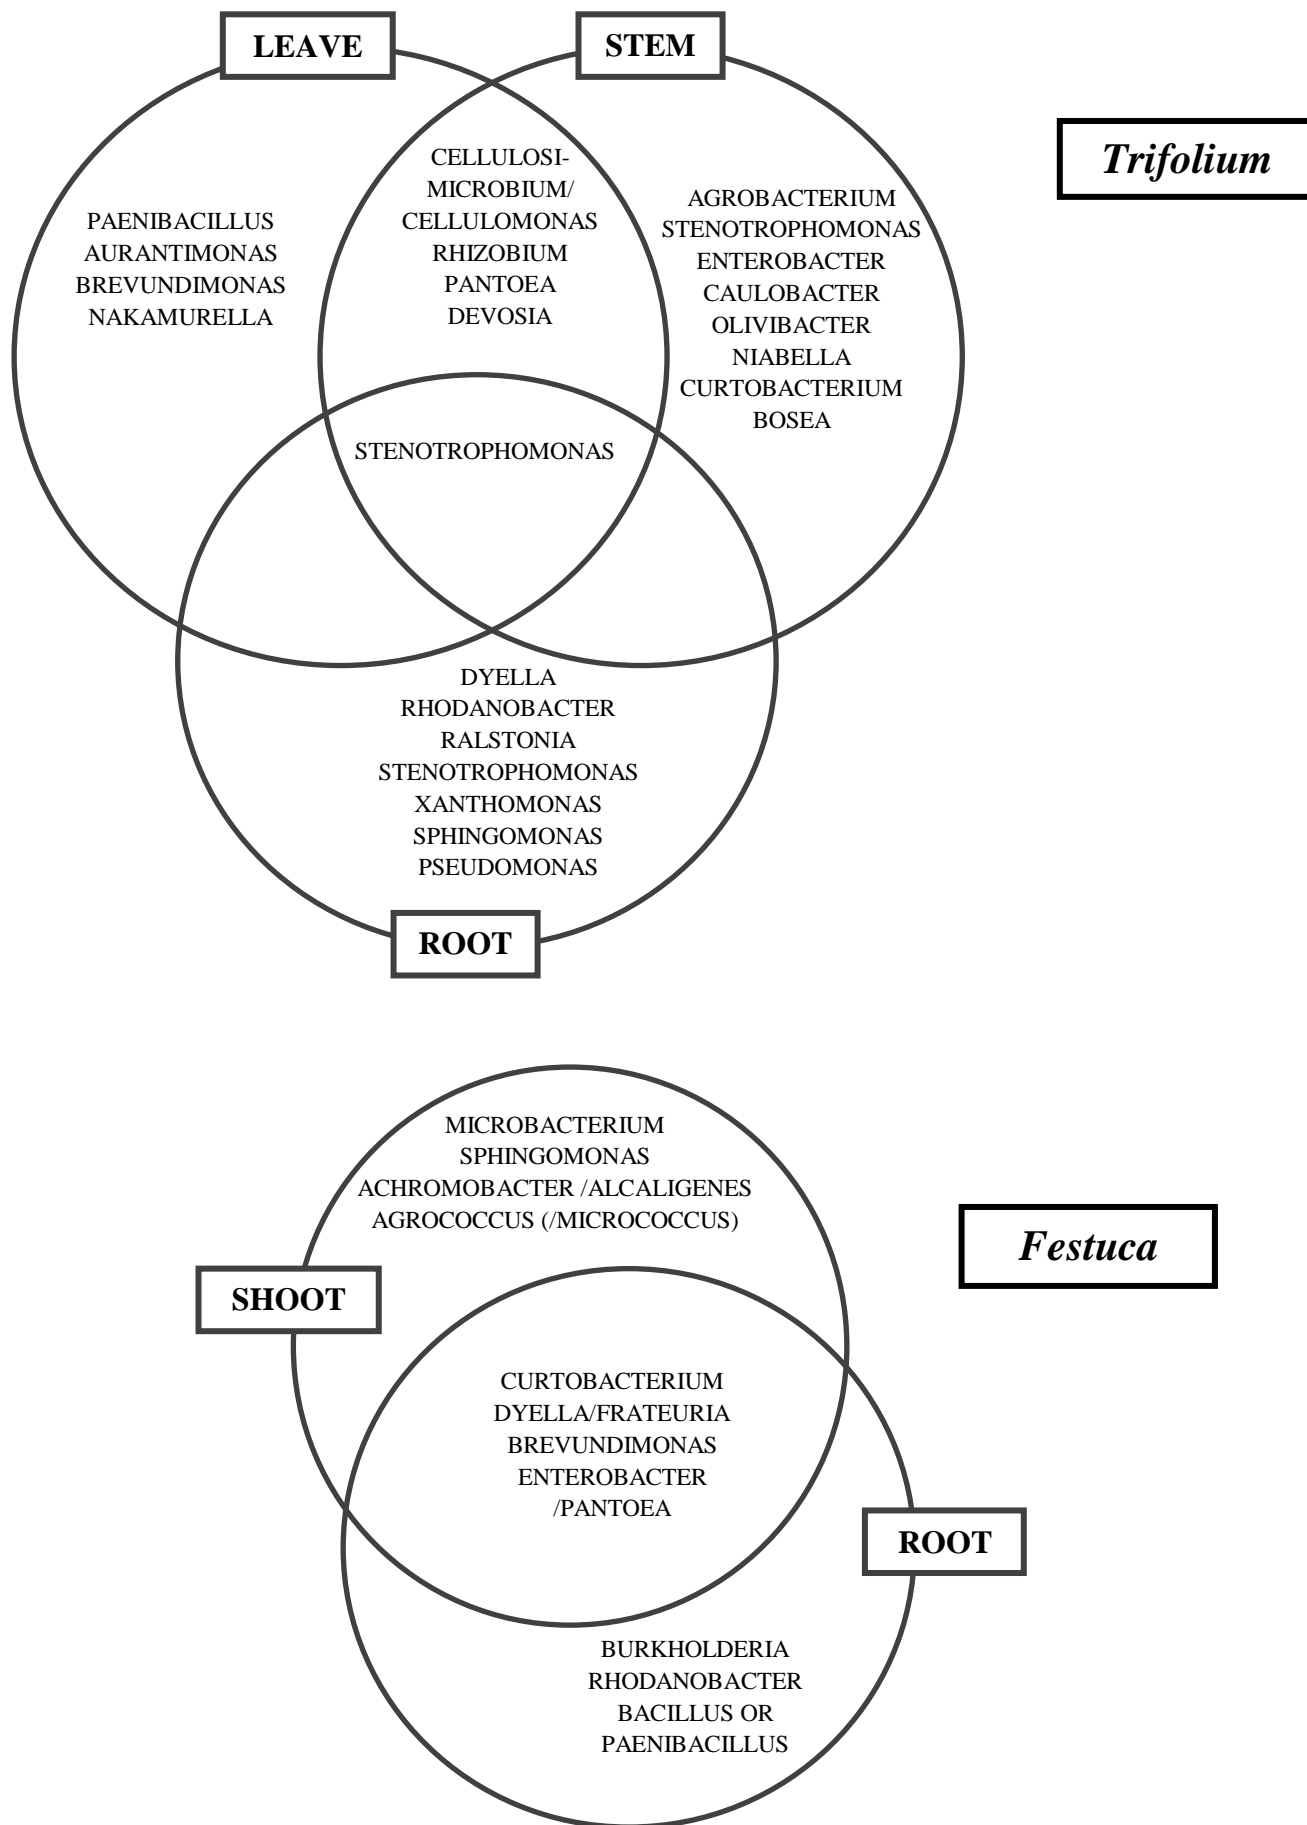 LEAVE
STEM
Trifolium
CELLULOSI-
MICROBIUM/
CELLULOMONAS
RHIZOBIUM
PANTOEA
DEVOSIA
PAENIBACILLUS
AURANTIMONAS
BREVUNDIMONAS
NAKAMURELLA
AGROBACTERIUM
STENOTROPHOMONAS
ENTEROBACTER
CAULOBACTER
OLIVIBACTER
NIABELLA
CURTOBACTERIUM
BOSEA
STENOTROPHOMONAS
DYELLA
RHODANOBACTER
RALSTONIA
STENOTROPHOMONAS
XANTHOMONAS
SPHINGOMONAS
PSEUDOMONAS
ROOT
MICROBACTERIUM
SPHINGOMONAS
ACHROMOBACTER /ALCALIGENES
AGROCOCCUS (/MICROCOCCUS)
Festuca
SHOOT
CURTOBACTERIUM
DYELLA/FRATEURIA
BREVUNDIMONAS
ENTEROBACTER
/PANTOEA
ROOT
BURKHOLDERIA
RHODANOBACTER
BACILLUS OR
PAENIBACILLUS